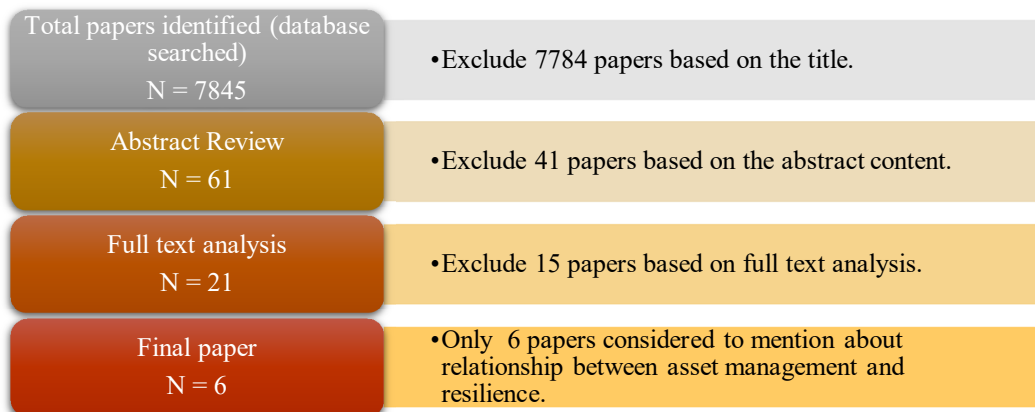 Total papers identified (database
searched)
N = 7845
•Exclude 7784 papers based on the title.
Abstract Review
N = 61
•Exclude 41 papers based on the abstract content.
Full text analysis
N = 21
•Exclude 15 papers based on full text analysis.
Final paper
N = 6
•Only 6 papers considered to mention about
relationship between asset management and
resilience.